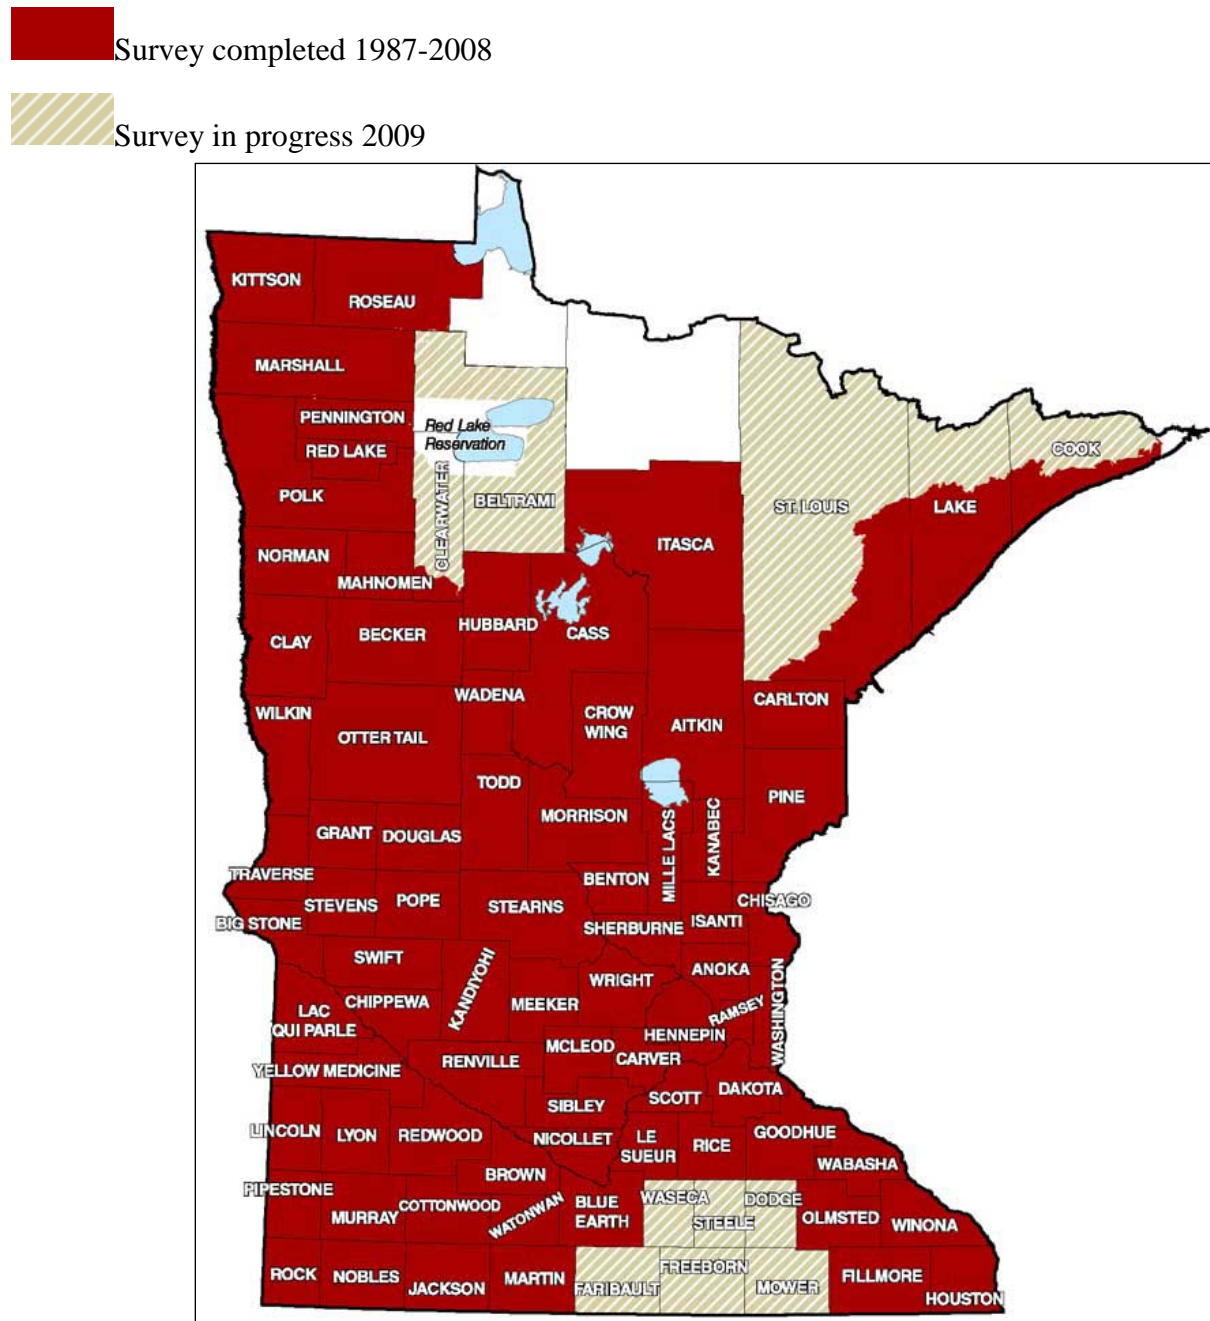 Survey completed 1987-2008
Survey in progress 2009
KITTSON
ROSEAU
MARSHALL
PENNINGTON
Red Lake
Reservation
RED LAKE
POLK
CLEARWATER
BELTRAMI
COOK
ST. LOUIS
LAKE
ITASCA
NORMAN
MAHNOMEN
HUBBARD
CASS
CLAY
BECKER
WADENA
CARLTON
WILKIN
CROW
WING
AITKIN
OTTER TAIL
TODD
PINE
MORRISON
MILLE LACS
KANABEC
GRANT
DOUGLAS
TRAVERSE
BENTON
STEVENS
POPE
STEARNS
CHISAGO
BIG STONE
SHERBURNE
ISANTI
SWIFT
KANDIYOHI
WRIGHT
ANOKA
WASHINGTON
LAC
QUI PARLE
CHIPPEWA
MEEKER
RAMSEY
HENNEPIN
MCLEOD
CARVER
RENVILLE
YELLOW MEDICINE
DAKOTA
SCOTT
SIBLEY
LINCOLN
LYON
REDWOOD
NICOLLET
LE
SUEUR
RICE
GOODHUE
WABASHA
BROWN
PIPESTONE
MURRAY
COTTONWOOD
WATONWAN
BLUE
EARTH
WASECA
STEELE
DODGE
OLMSTED
WINONA
ROCK
NOBLES
JACKSON
MARTIN
FARIBAULT
FREEBORN
MOWER
FILLMORE
HOUSTON